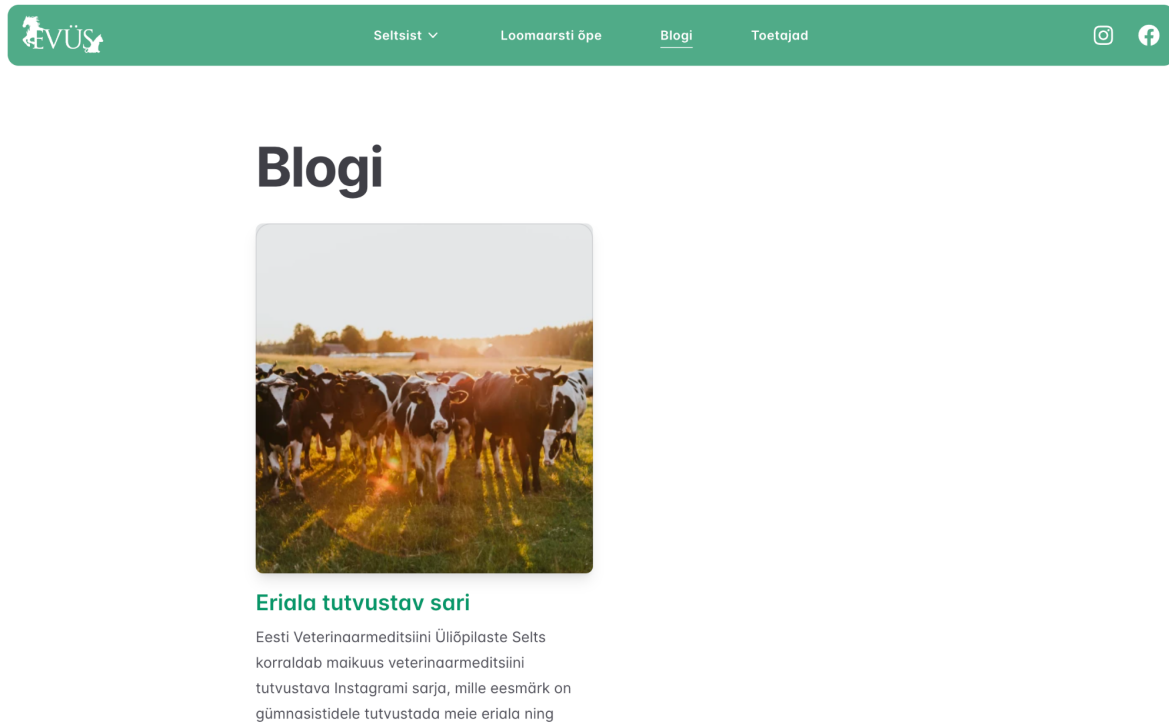 EVÜS
Seltsist
Loomaarsti õpe
Blogi
Toetajad
Blogi
Eriala tutvustav sari
Eesti Veterinaarmeditsiini Üliõpilaste Selts
korraldab maikuus veterinaarmeditsiini
tutvustava Instagrami sarja, mille eesmärk on
gümnasistidele tutvustada meie eriala ning